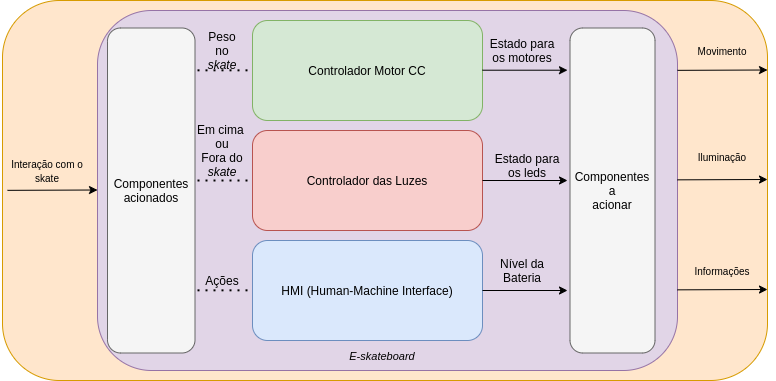 Interação com o
skate
Componentes
acionados
Peso
no
skate
Controlador Motor CC
Estado para
os motores
Em cima
ou
Fora do
skate
Controlador das Luzes
Estado para
os leds
Ações
HMI (Human-Machine Interface)
Nível da
Bateria
Componentes
a
acionar
Movimento
Iluminação
Informações
E-skateboard